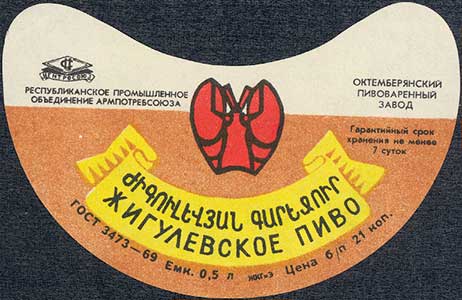 ЦЕНТРОСОЮЗ
РЕСПУБЛИКАНСКОЕ ПРОМЫШЛЕННОЕ
ОБЪЕДИНЕНИЕ АРМПОТРЕБСОЮЗА
ОКТЕМБЕРЯНСКИЙ
ПИВОВАРЕННЫЙ
ЗАВОД
Гарантийный срок
хранения не менее
7 суток
ԺԻԳՈՒԼԵՎՅԱՆ ԳԱՐԵՋՈՒՐ
ЖИГУЛЕВСКОЕ ПИВО
ГОСТ 3473—69 Емк. 0,5 л Цена б/п 21 коп.